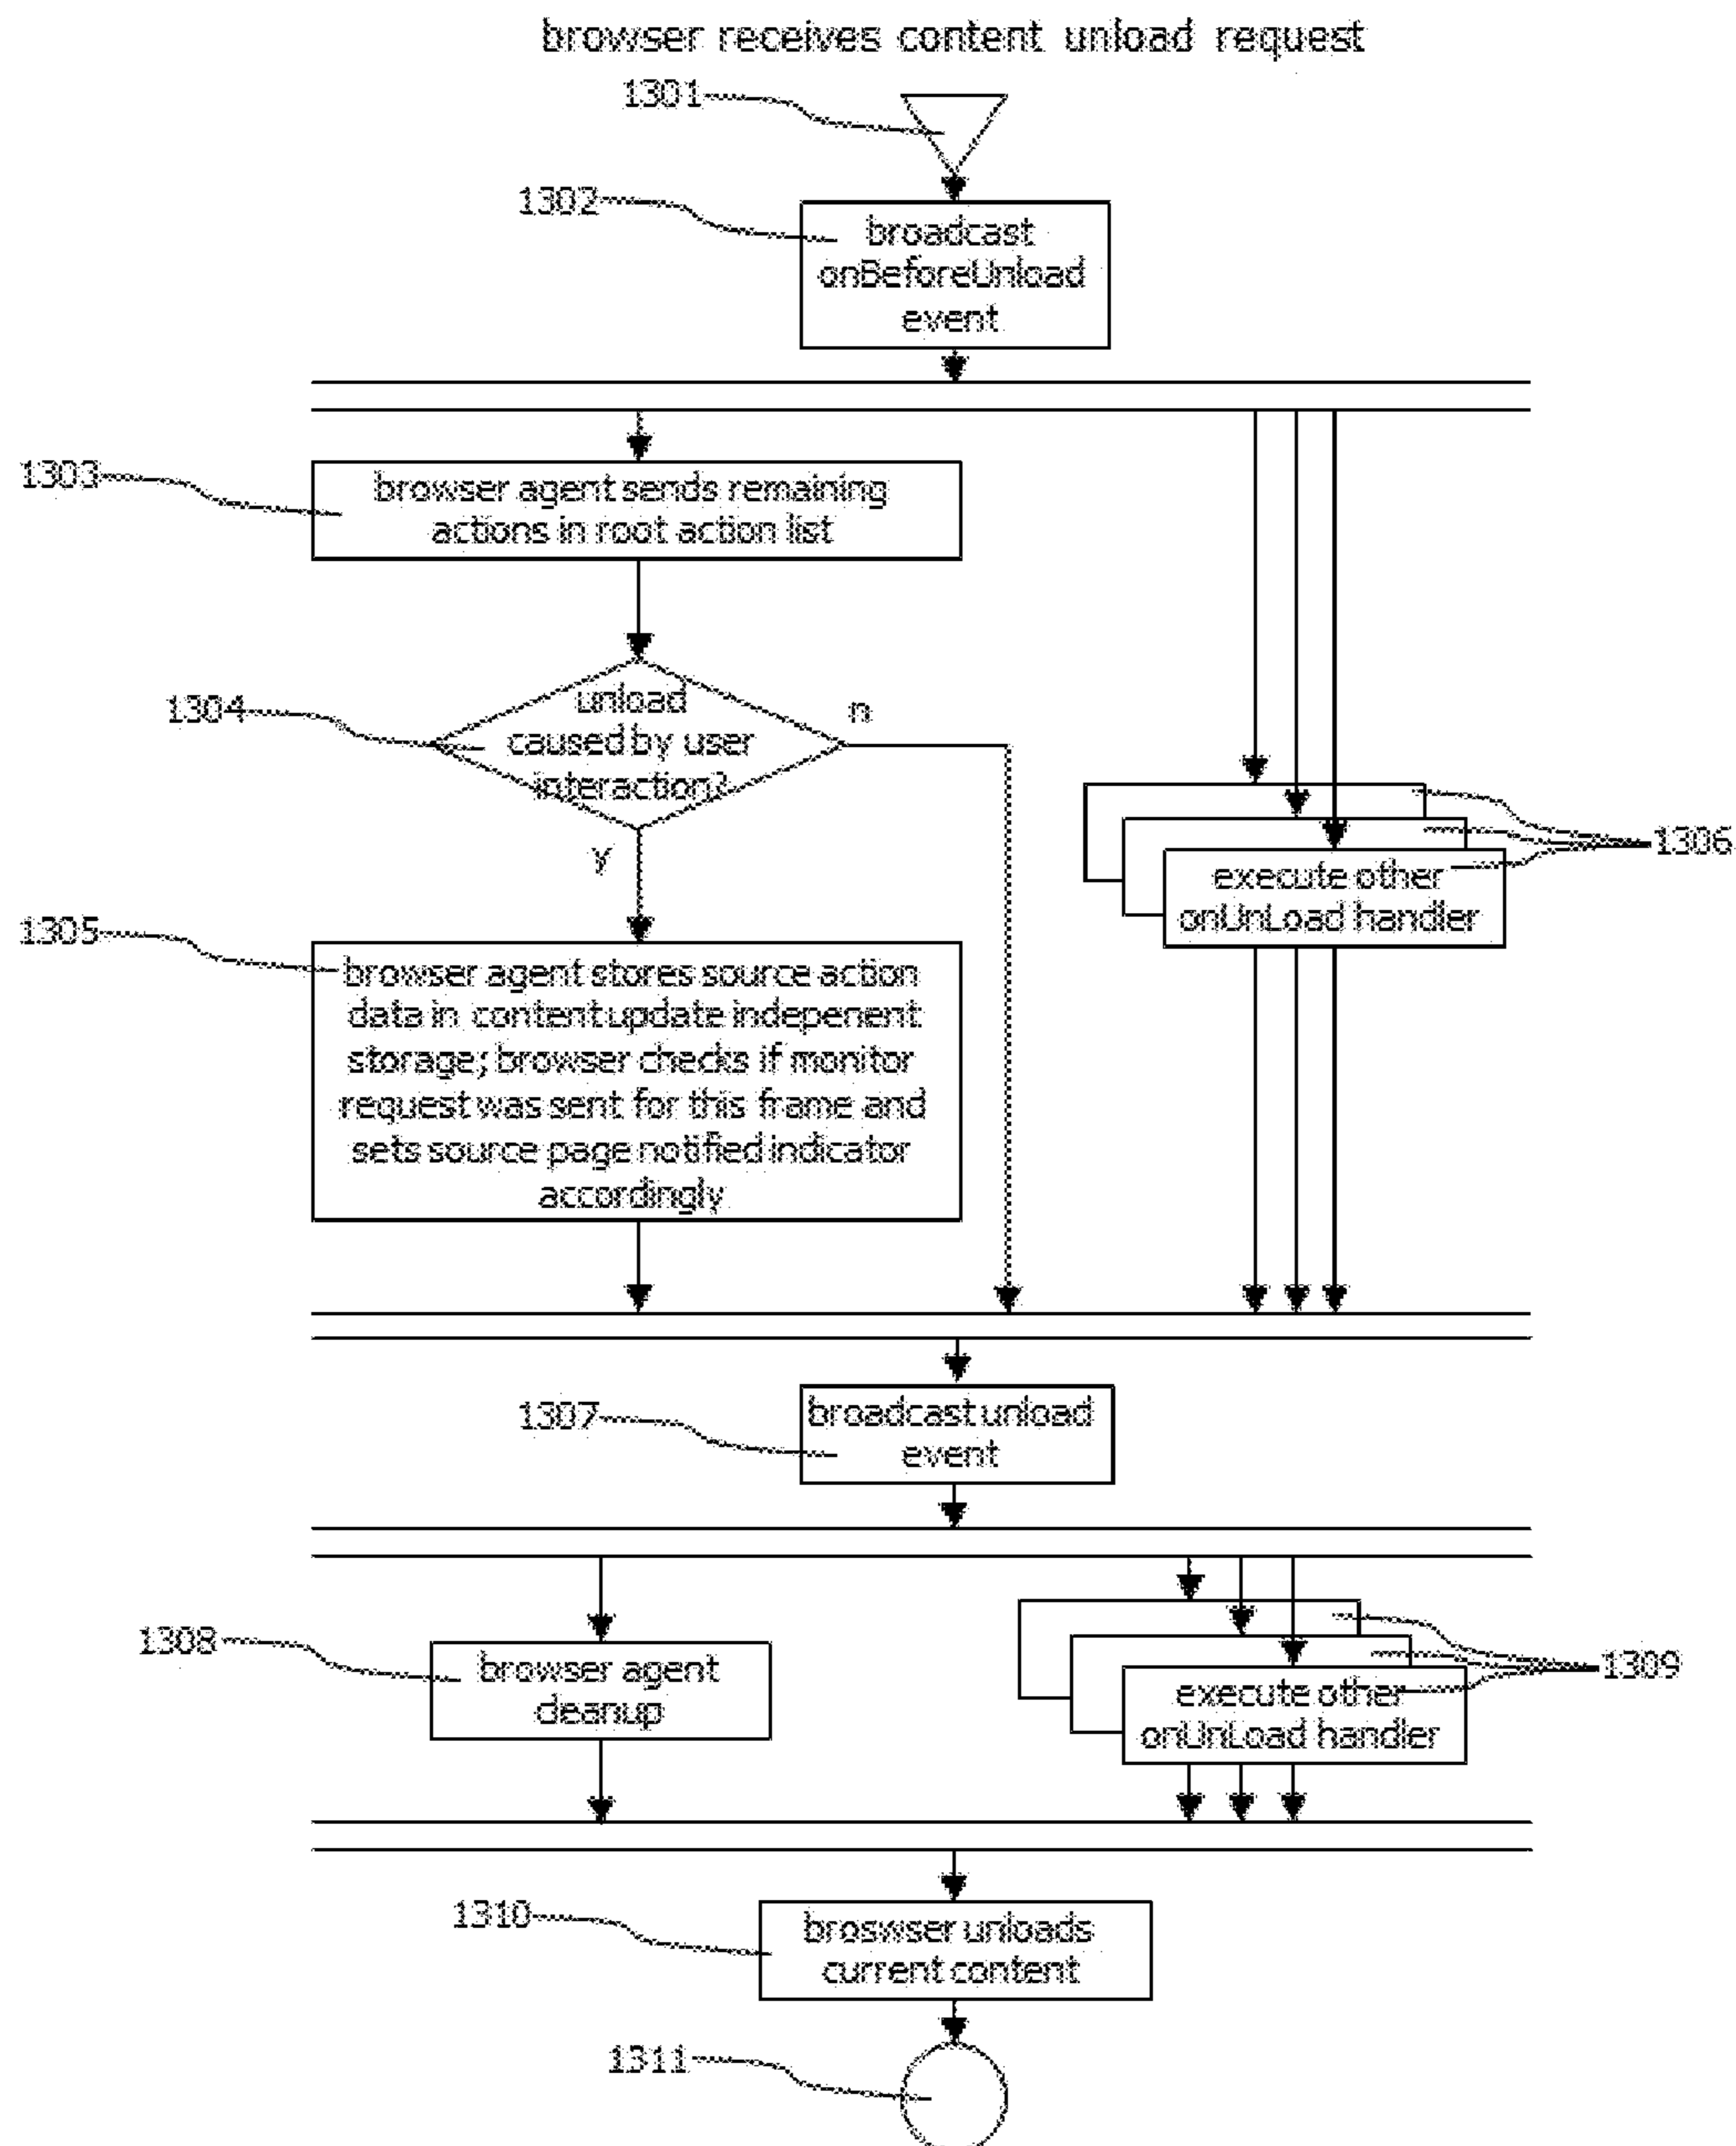 browser receives content unload request
1301
1302
broadcast
onBeforeUnload
event
1303
browser agent sends remaining
actions in root action list
1304
unload
caused by user
interaction?
n
y
1306
execute other
onUnLoad handler
1305
browser agent stores source action
data in content update indepenent
storage; browser checks if monitor
request was sent for this frame and
sets source page notified indicator
accordingly
1307
broadcast unload
event
1308
browser agent
cleanup
1309
execute other
onUnLoad handler
1310
broswser unloads
current content
1311